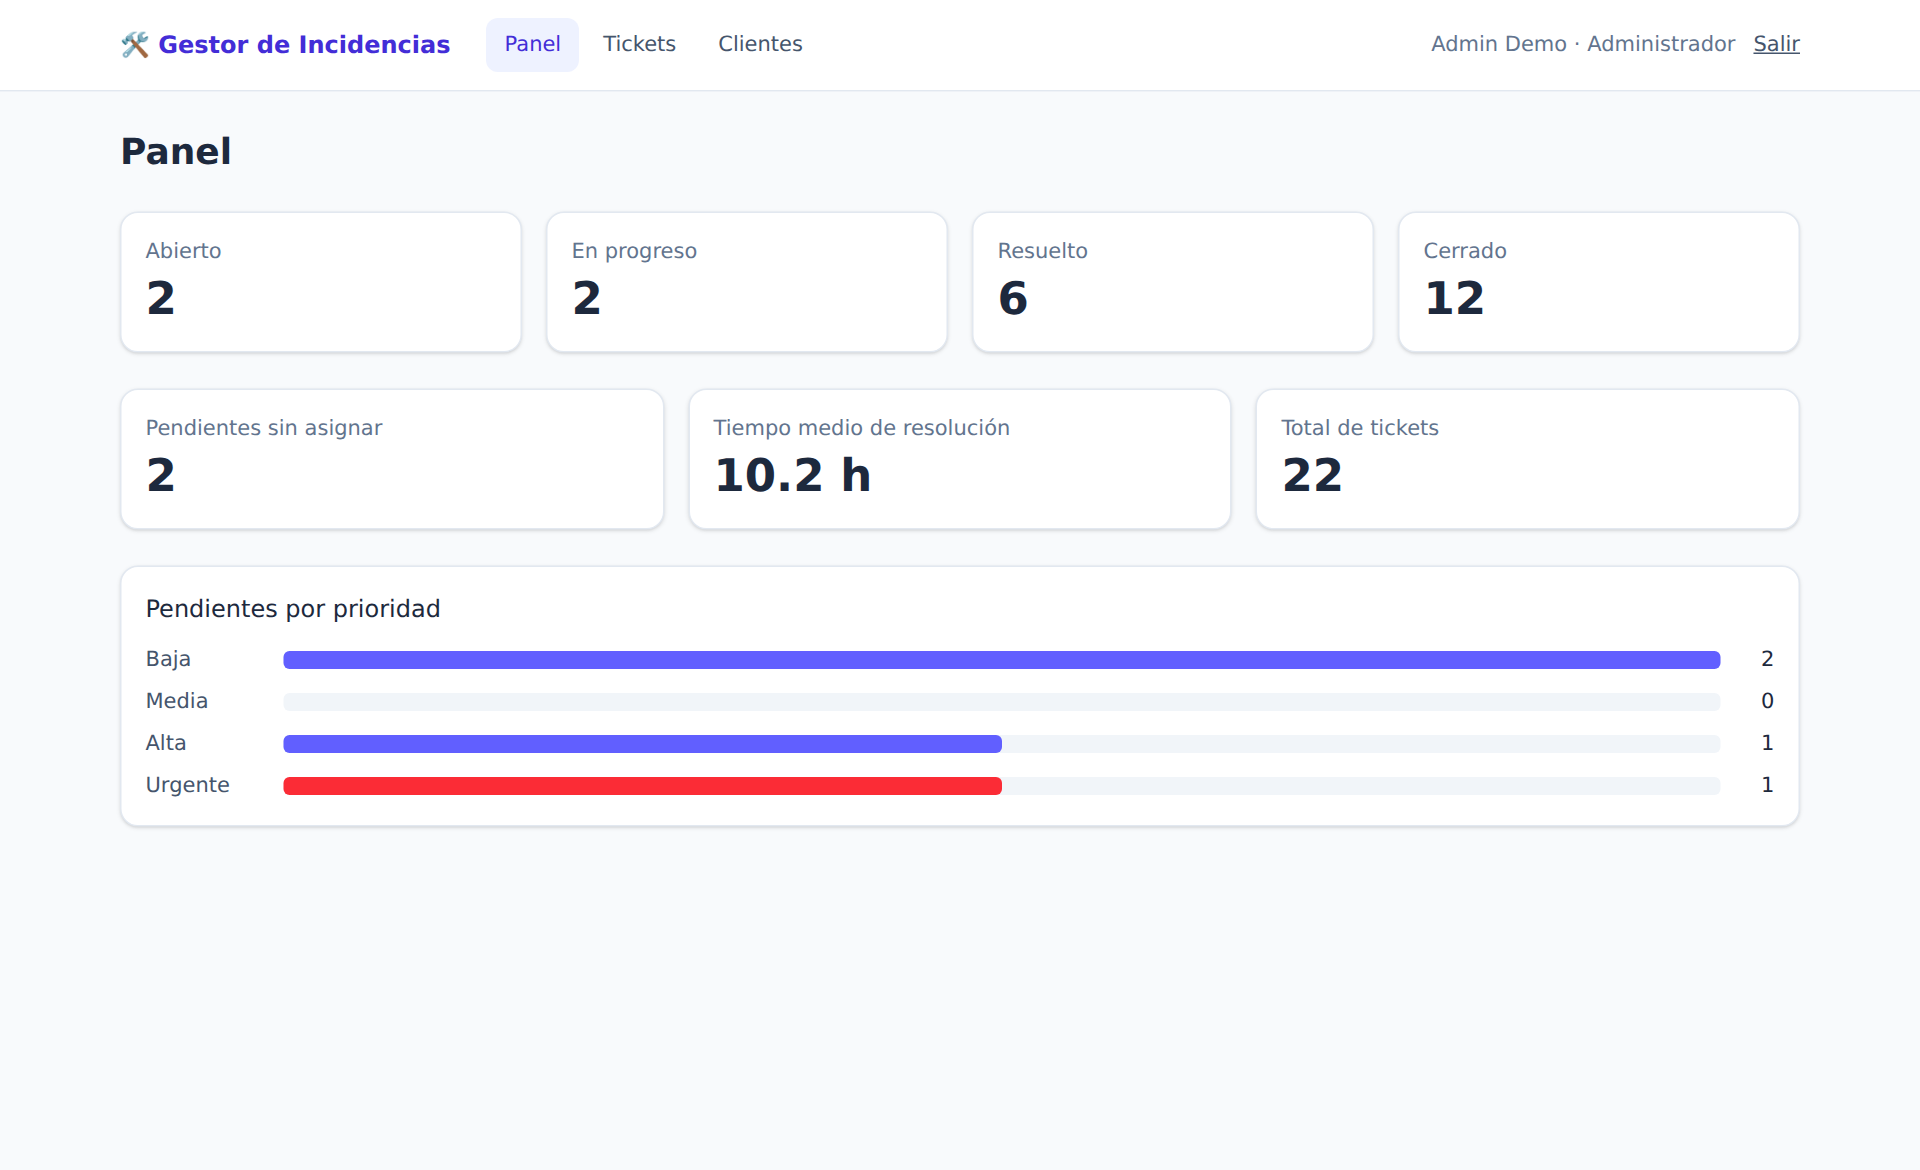 Gestor de Incidencias Panel Tickets Clientes Admin Demo · Administrador Salir
Panel
Abierto En progreso Resuelto Cerrado
2 2 6 12
Pendientes sin asignar Tiempo medio de resolución Total de tickets
2 10.2 h 22
Pendientes por prioridad
Baja 2
Media 0
Alta 1
Urgente 1